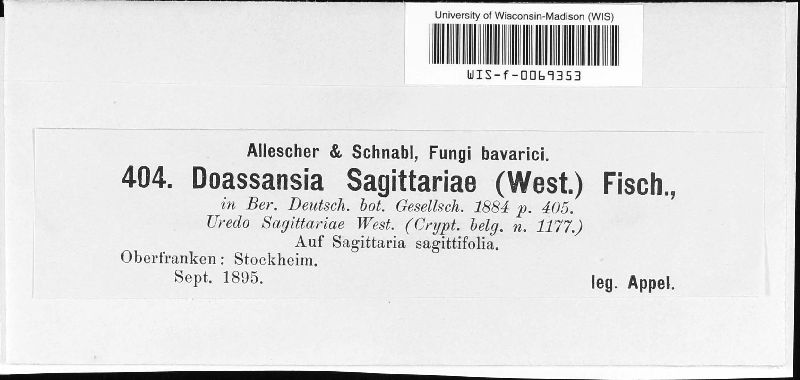 University of Wisconsin-Madison (WIS)
WIS-f-0069353
Allescher & Schnabl, Fungi bavarici.
404. Doassansia Sagittariae (West.) Fisch.,
in Ber. Deutsch. bot. Gesellsch. 1884 p. 405.
Uredo Sagittariae West. (Crypt. belg. n. 1177.)
Auf Sagittaria sagittifolia.
Oberfranken: Stockheim.
Sept. 1895.
leg. Appel.